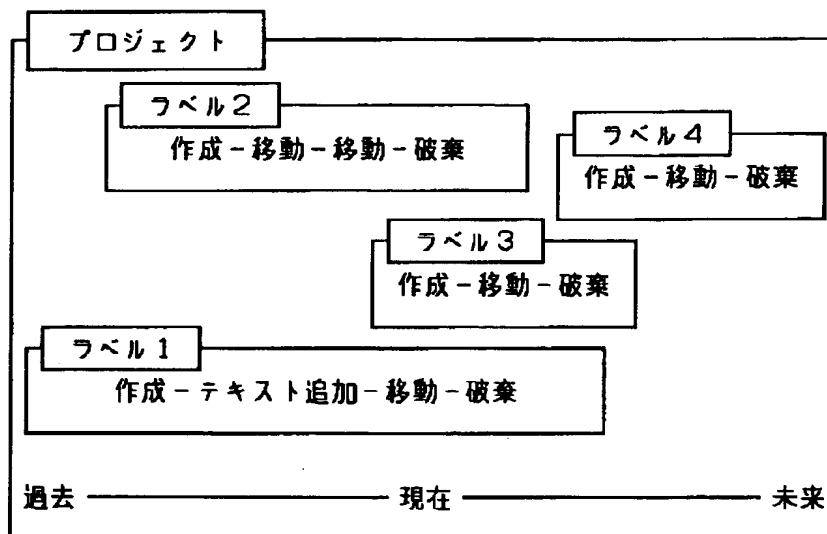 プロジェクト
ラベル2
作成－移動－移動－破棄
ラベル4
作成－移動－破棄
ラベル3
作成－移動－破棄
ラベル1
作成－テキスト追加－移動－破棄
過去 現在 未来